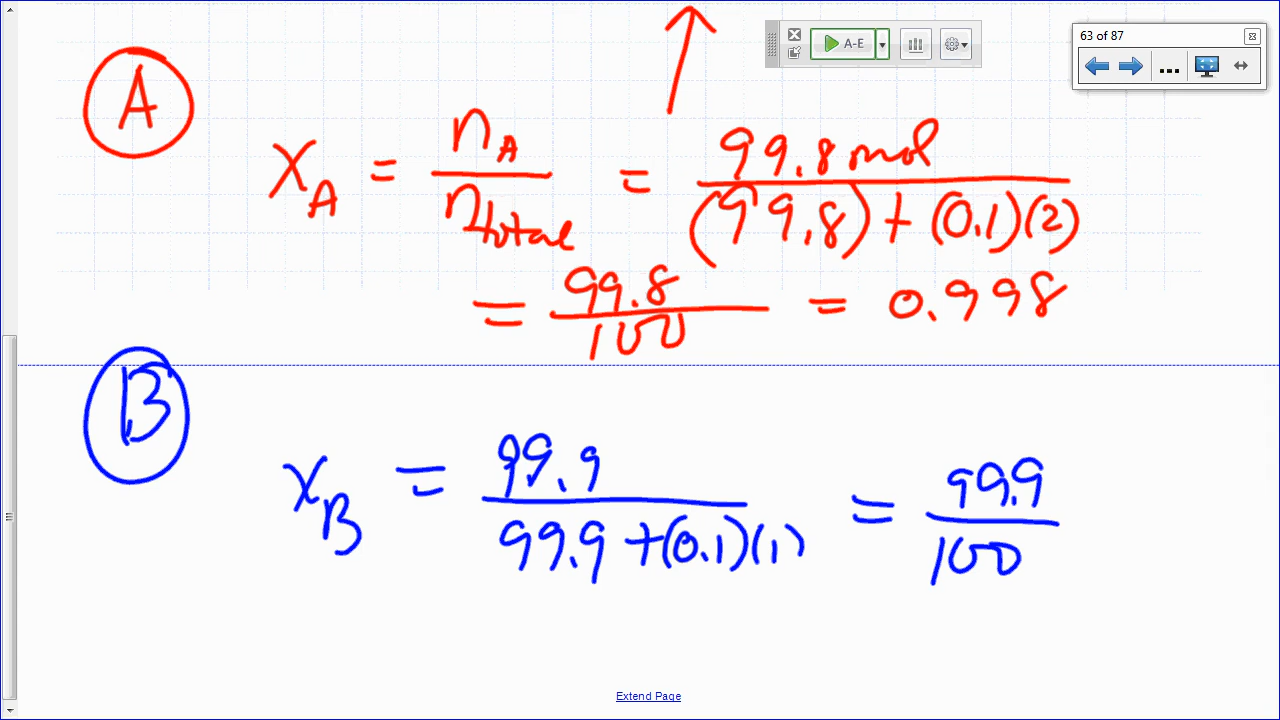 63 of 87
A-E
A
X_A = n_A / n_total = 99.8 mol / (99.8) + (0.1)(2)
= 99.8 / 100 = 0.998
B
X_B = 99.9 / 99.9 + (0.1)(1) = 99.9 / 100
Extend Page